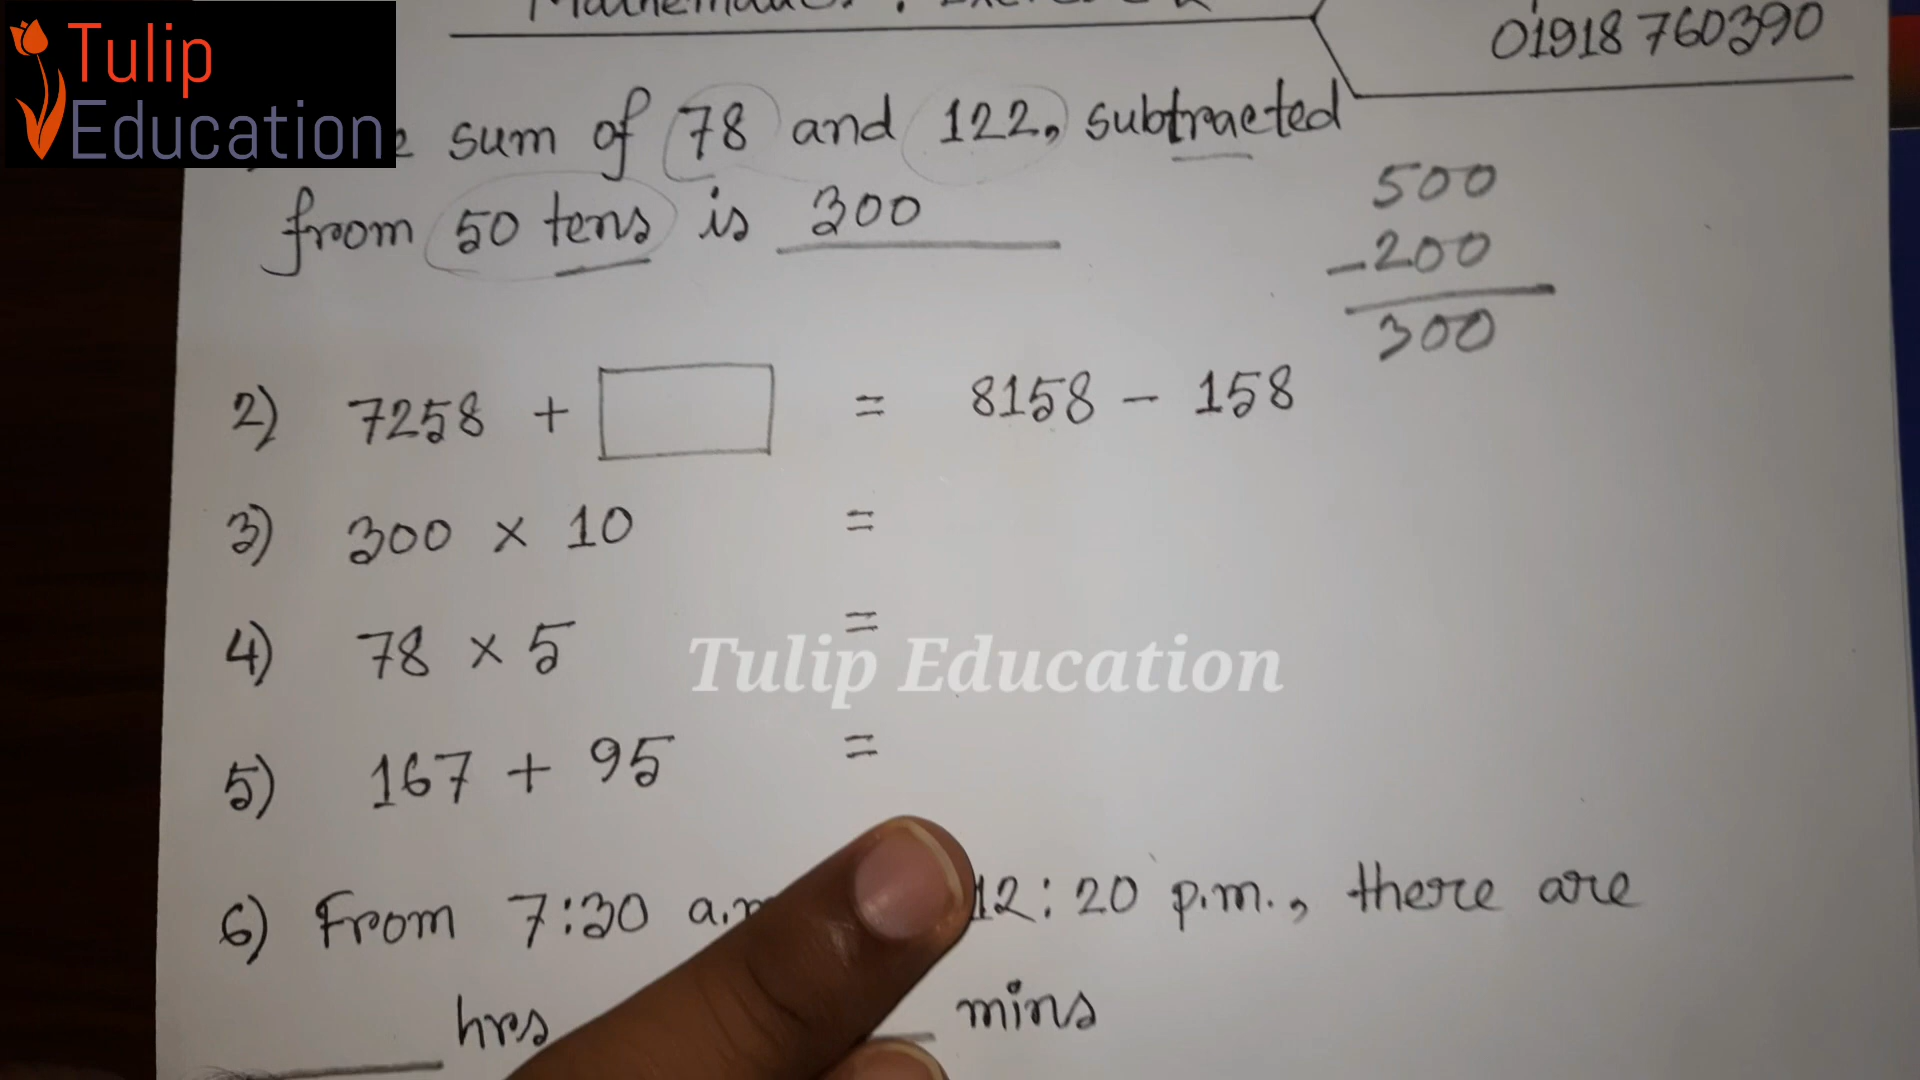 Tulip
Education
01918 760390
sum of 78 and 122, subtracted
from 50 tens is 300
500
-200
300
2) 7258 + = 8158 - 158
3) 300 × 10 =
4) 78 × 5 =
Tulip Education
5) 167 + 95 =
6) From 7:30 12:20 p.m., there are
hrs mins